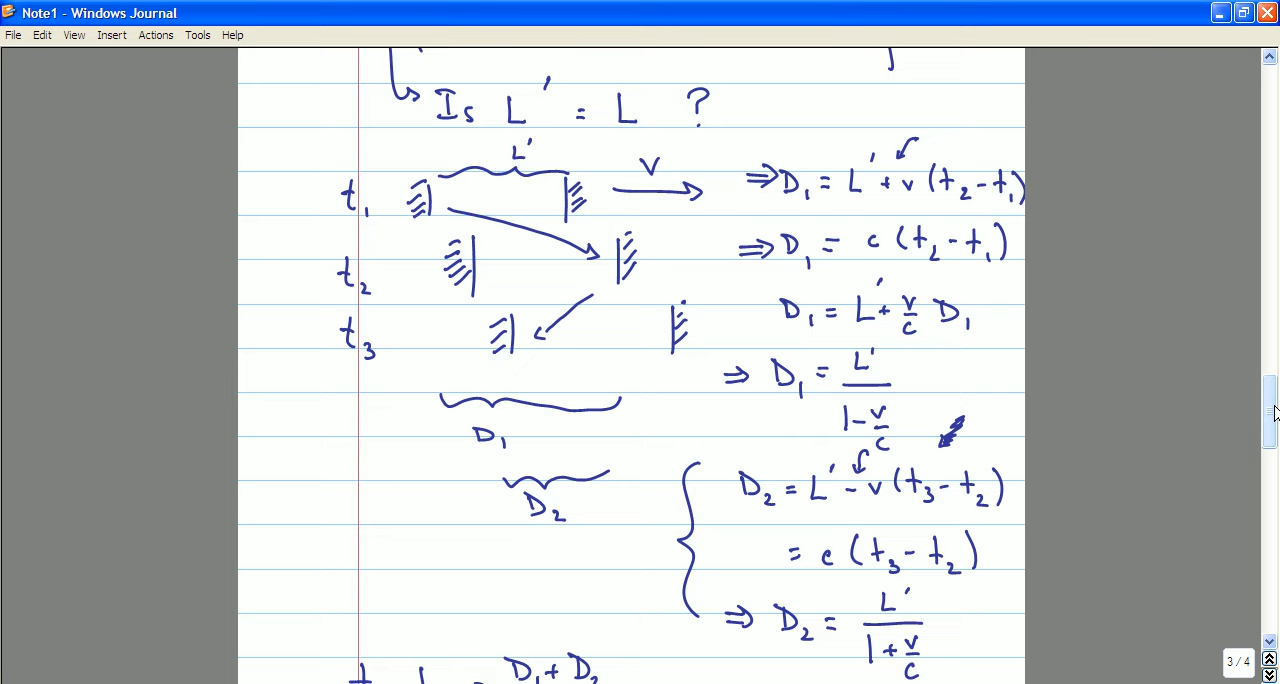 Note1 - Windows Journal
File Edit View Insert Actions Tools Help
Is L' = L ?
L'
V
t₁
⇒ D₁ = L' + v (t₂ - t₁)
t₂
⇒ D₁ = c (t₂ - t₁)
t₃
D₁ = L' + v/c D₁
⇒ D₁ = L' / (1 - v/c)
D₁
D₂
D₂ = L' - v (t₃ - t₂)
= c (t₃ - t₂)
⇒ D₂ = L' / (1 + v/c)
D₁ + D₂
3 / 4